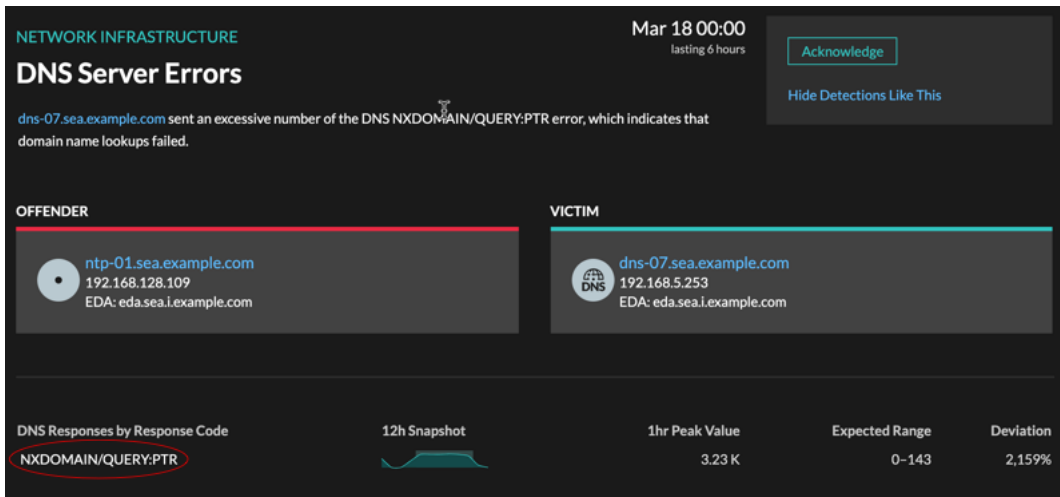 NETWORK INFRASTRUCTURE
Mar 18 00:00
lasting 6 hours
Acknowledge
DNS Server Errors
Hide Detections Like This
dns-07.sea.example.com sent an excessive number of the DNS NXDOMAIN/QUERY:PTR error, which indicates that
domain name lookups failed.
OFFENDER
ntp-01.sea.example.com
192.168.128.109
EDA: eda.sea.i.example.com
VICTIM
DNS
dns-07.sea.example.com
192.168.5.253
EDA: eda.sea.i.example.com
DNS Responses by Response Code 12h Snapshot 1hr Peak Value Expected Range Deviation
NXDOMAIN/QUERY:PTR 3.23 K 0–143 2,159%